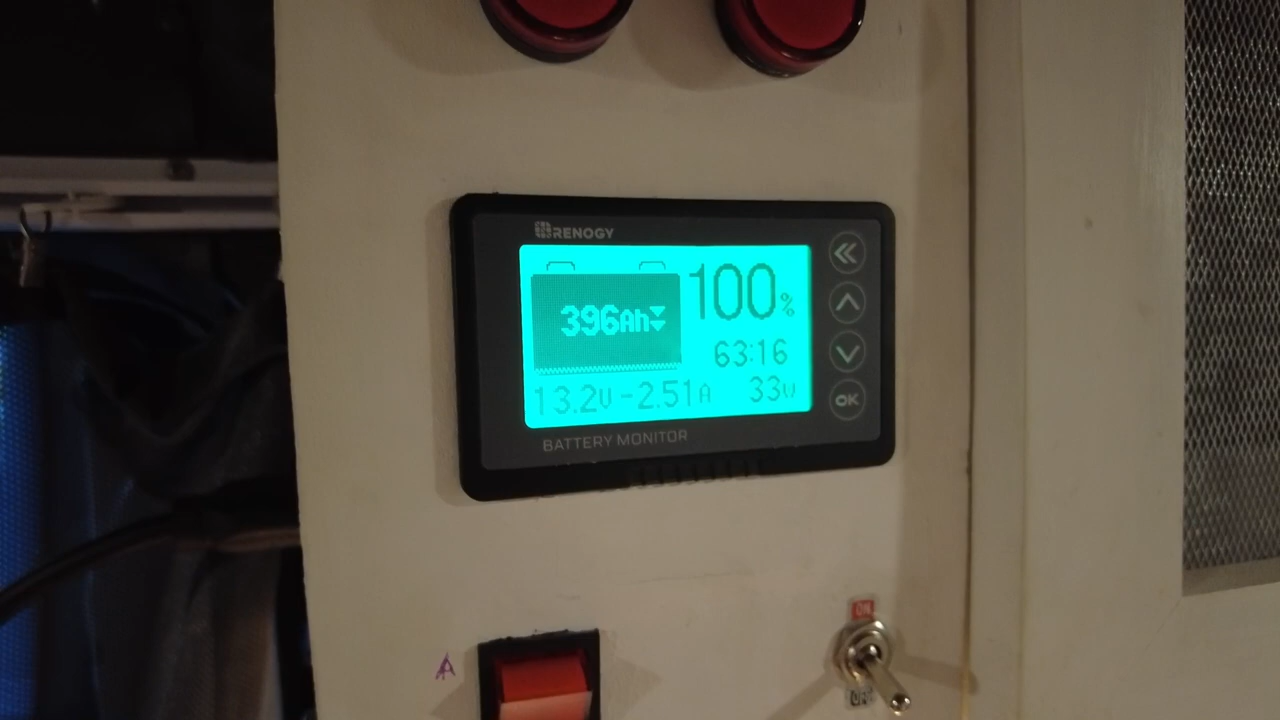 RENOGY
100%
396Ah
63:16
13.2V -2.51A 33W
OK
BATTERY MONITOR
ON
OFF
A